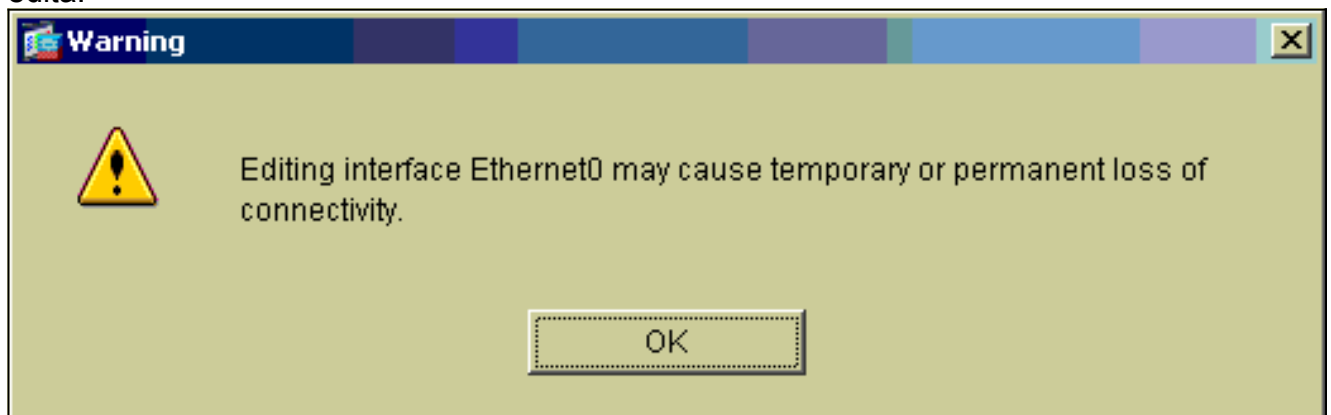 Warning
Editing interface Ethernet0 may cause temporary or permanent loss of
connectivity.
OK